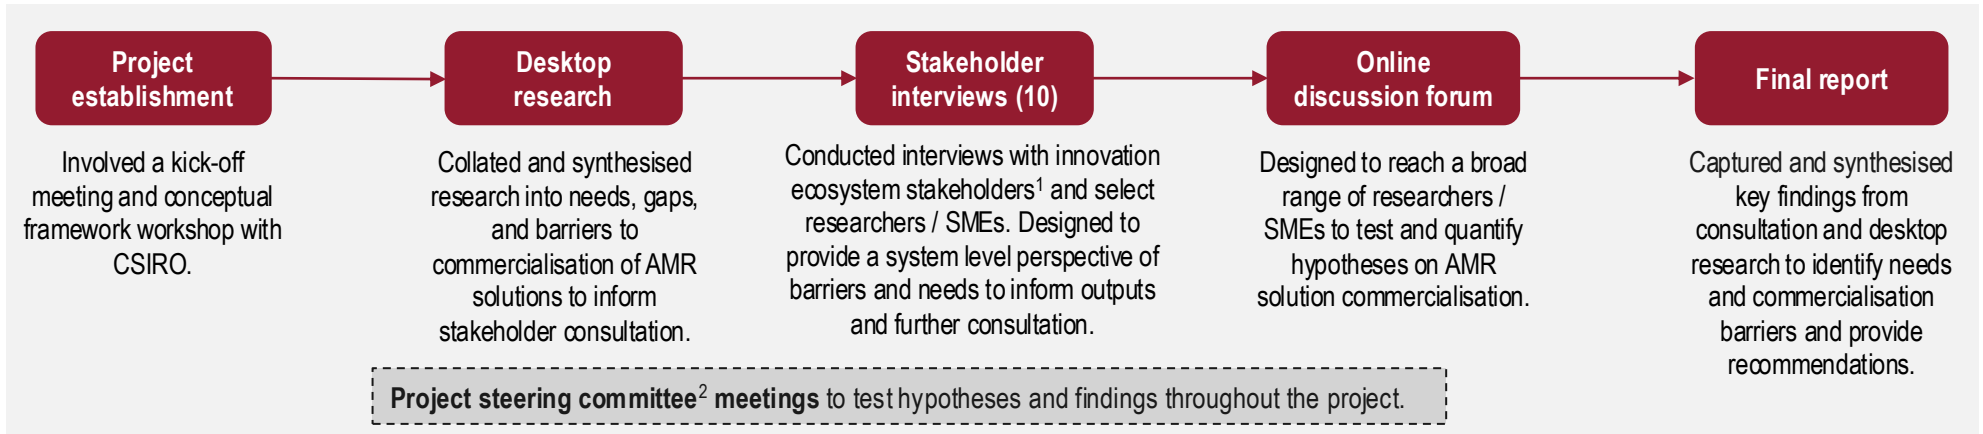 Project
establishment
Involved a kick-off
meeting and conceptual
framework workshop with
CSIRO.
Desktop
research
Collated and synthesised
research into needs, gaps,
and barriers to
commercialisation of AMR
solutions to inform
stakeholder consultation.
Stakeholder
interviews (10)
Conducted interviews with innovation
ecosystem stakeholders¹ and select
researchers / SMEs. Designed to
provide a system level perspective of
barriers and needs to inform outputs
and further consultation.
Online
discussion forum
Designed to reach a broad
range of researchers /
SMEs to test and quantify
hypotheses on AMR
solution commercialisation.
Final report
Captured and synthesised
key findings from
consultation and desktop
research to identify needs
and commercialisation
barriers and provide
recommendations.
Project steering committee² meetings to test hypotheses and findings throughout the project.